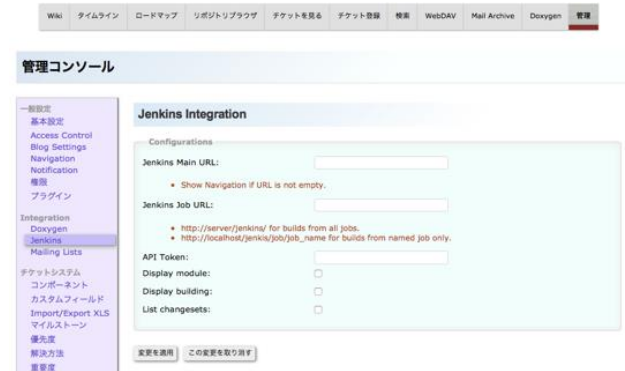 Wiki タイムライン ロードマップ リポジトリブラウザ チケットを見る チケット登録 検索 WebDAV Mail Archive Doxygen 管理
管理コンソール
一般設定
基本設定
Access Control
Blog Settings
Navigation
Notification
権限
プラグイン
Integration
Doxygen
Jenkins
Mailing Lists
チケットシステム
コンポーネント
カスタムフィールド
Import/Export XLS
マイルストーン
優先度
解決方法
重要度
Jenkins Integration
Configurations
Jenkins Main URL:
Show Navigation if URL is not empty.
Jenkins Job URL:
http://server/jenkins/ for builds from all jobs.
http://localhost/jenkis/job/job_name for builds from named job only.
API Token:
Display module:
Display building:
List changesets:
変更を適用 この変更を取り消す